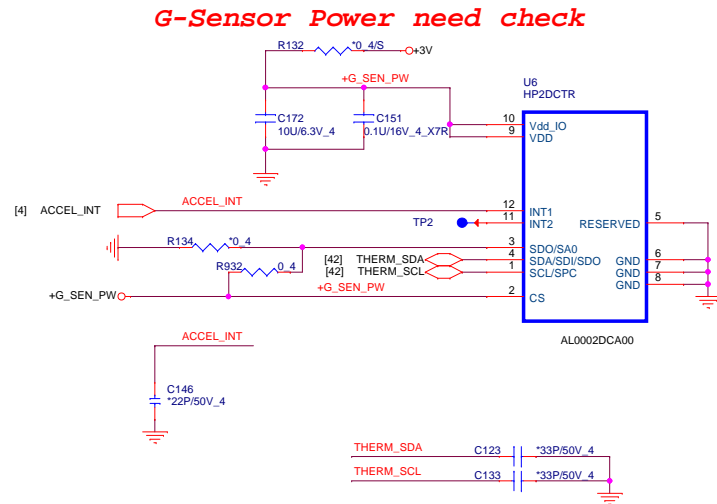 G-Sensor Power need check
R132 *0_4/S +3V
+G_SEN_PW
U6
HP2DCTR
C172
10U/6.3V_4
C151
0.1U/16V_4_X7R
10 Vdd_IO
9 VDD
[4] ACCEL_INT ACCEL_INT 12 INT1
TP2 11 INT2 RESERVED 5
R134 *0_4 3 SDO/SA0
[42] THERM_SDA 4 SDA/SDI/SDO GND 6
R932 0_4 [42] THERM_SCL 1 SCL/SPC GND 7
GND 8
+G_SEN_PW +G_SEN_PW 2 CS
AL0002DCA00
ACCEL_INT
C146
*22P/50V_4
THERM_SDA C123 *33P/50V_4
THERM_SCL C133 *33P/50V_4